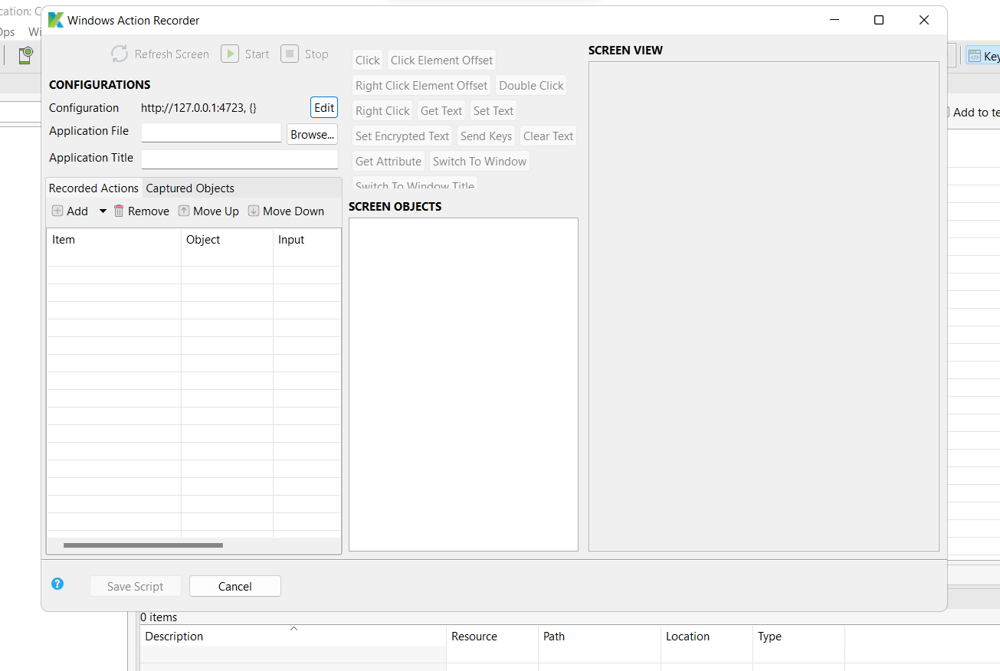 cation: C
Ops Wi
Windows Action Recorder
Refresh Screen Start Stop
CONFIGURATIONS
Configuration http://127.0.0.1:4723, {} Edit
Application File Browse...
Application Title
Recorded Actions Captured Objects
Add Remove Move Up Move Down
Item Object Input
Click Click Element Offset
Right Click Element Offset Double Click
Right Click Get Text Set Text
Set Encrypted Text Send Keys Clear Text
Get Attribute Switch To Window
Switch To Window Title
SCREEN OBJECTS
SCREEN VIEW
Key
Add to te
? Save Script Cancel
0 items
Description Resource Path Location Type